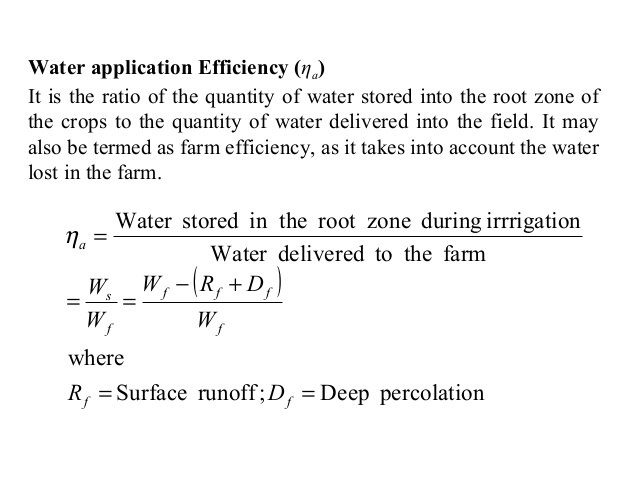 Water application Efficiency (ηa)
It is the ratio of the quantity of water stored into the root zone of
the crops to the quantity of water delivered into the field. It may
also be termed as farm efficiency, as it takes into account the water
lost in the farm.
ηa = Water stored in the root zone during irrrigation / Water delivered to the farm
= Ws / Wf = Wf − (Rf + Df) / Wf
where
Rf = Surface runoff; Df = Deep percolation